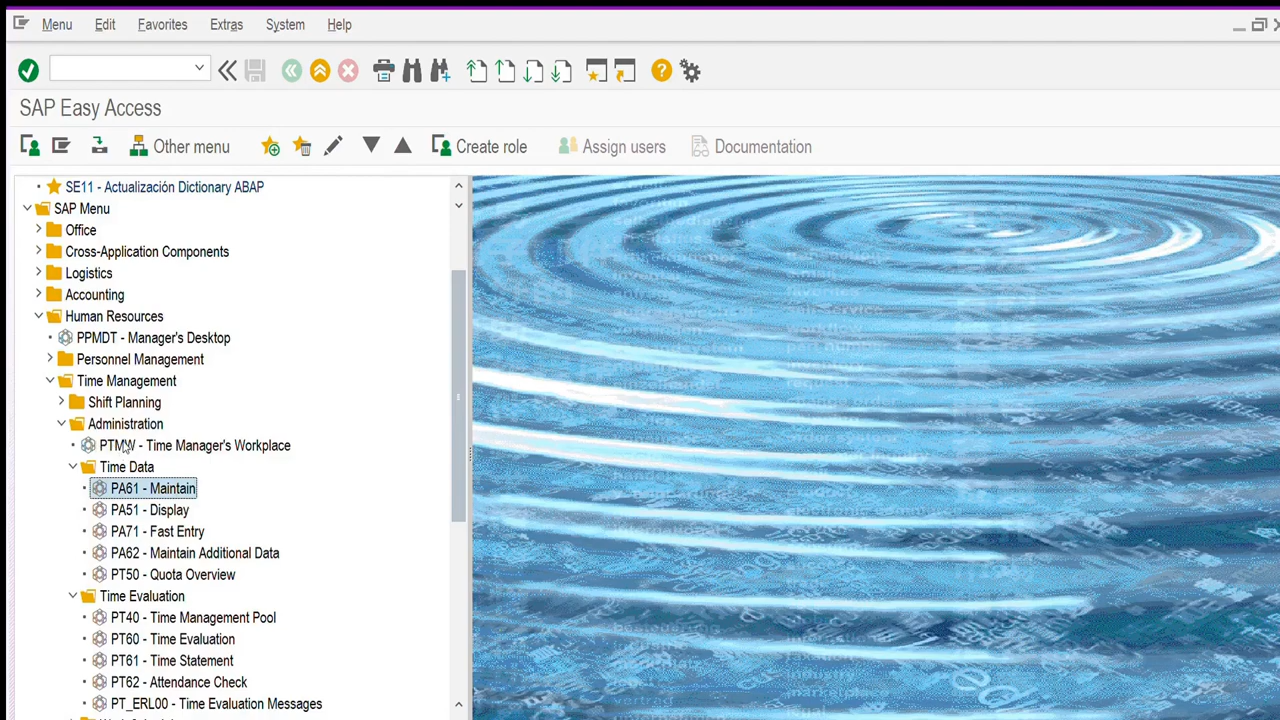 Menu Edit Favorites Extras System Help
SAP Easy Access
Other menu Create role Assign users Documentation
SE11 - Actualización Dictionary ABAP
SAP Menu
Office
Cross-Application Components
Logistics
Accounting
Human Resources
PPMDT - Manager's Desktop
Personnel Management
Time Management
Shift Planning
Administration
PTMW - Time Manager's Workplace
Time Data
PA61 - Maintain
PA51 - Display
PA71 - Fast Entry
PA62 - Maintain Additional Data
PT50 - Quota Overview
Time Evaluation
PT40 - Time Management Pool
PT60 - Time Evaluation
PT61 - Time Statement
PT62 - Attendance Check
PT_ERL00 - Time Evaluation Messages